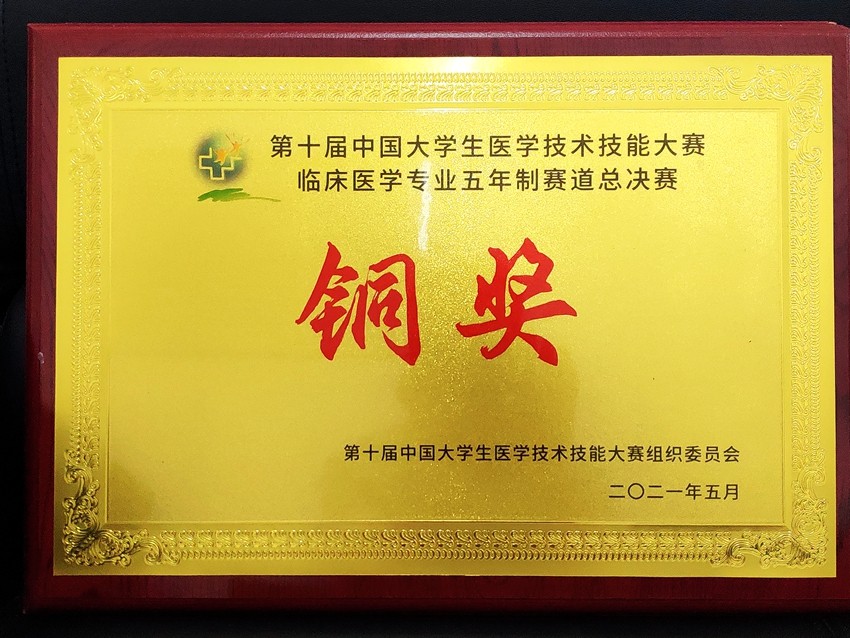 第十届中国大学生医学技术技能大赛
临床医学专业五年制赛道总决赛
铜奖
第十届中国大学生医学技术技能大赛组织委员会
二〇二一年五月